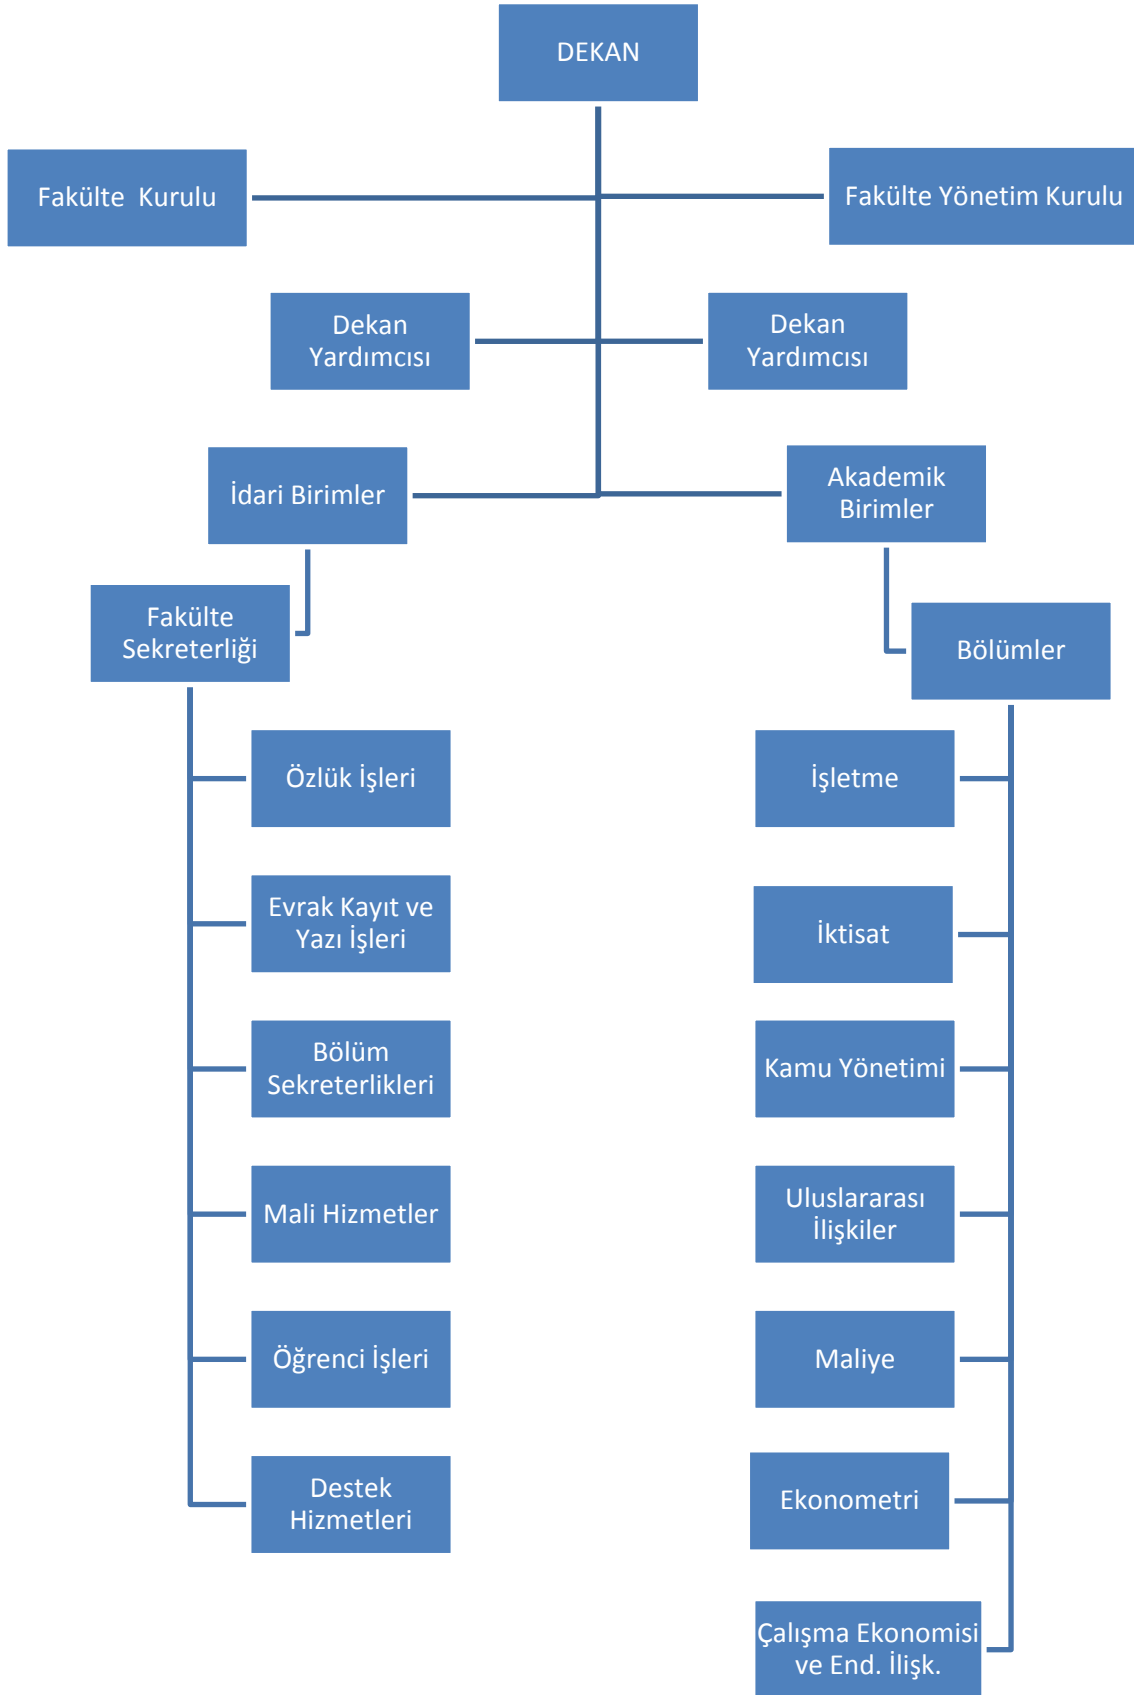 DEKAN
Fakülte Kurulu
Fakülte Yönetim Kurulu
Dekan
Yardımcısı
Dekan
Yardımcısı
İdari Birimler
Akademik
Birimler
Fakülte
Sekreterliği
Bölümler
Özlük İşleri
Evrak Kayıt ve
Yazı İşleri
Bölüm
Sekreterlikleri
Mali Hizmetler
Öğrenci İşleri
Destek
Hizmetleri
İşletme
İktisat
Kamu Yönetimi
Uluslararası
İlişkiler
Maliye
Ekonometri
Çalışma Ekonomisi
ve End. İlişk.